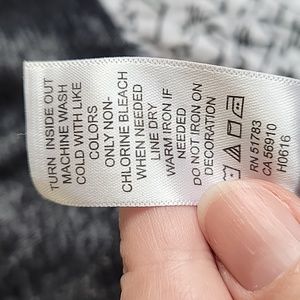 TURN INSIDE OUT
MACHINE WASH
COLD WITH LIKE
COLORS
ONLY NON-
CHLORINE BLEACH
WHEN NEEDED
LINE DRY
WARM IRON IF
NEEDED
DO NOT IRON ON
DECORATION
RN 51783
CA 56910
H0616